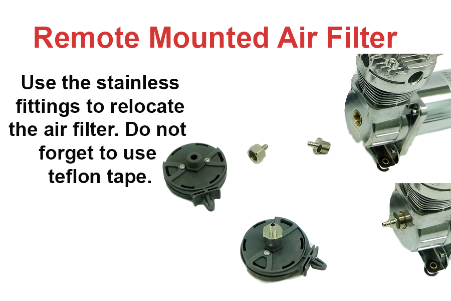 Remote Mounted Air Filter
Use the stainless
fittings to relocate
the air filter. Do not
forget to use
teflon tape.